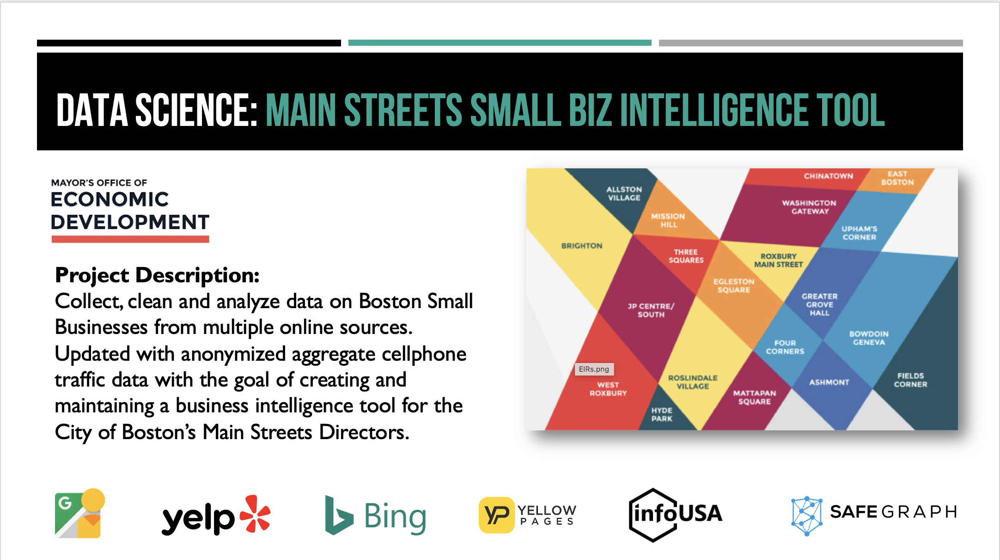 DATA SCIENCE: MAIN STREETS SMALL BIZ INTELLIGENCE TOOL
MAYOR'S OFFICE OF
ECONOMIC
DEVELOPMENT
Project Description:
Collect, clean and analyze data on Boston Small
Businesses from multiple online sources.
Updated with anonymized aggregate cellphone
traffic data with the goal of creating and
maintaining a business intelligence tool for the
City of Boston's Main Streets Directors.
CHINATOWN
EAST
BOSTON
ALLSTON
VILLAGE
WASHINGTON
GATEWAY
MISSION
HILL
UPHAM'S
CORNER
BRIGHTON
THREE
SQUARES
ROXBURY
MAIN STREET
EGLESTON
SQUARE
GREATER
GROVE
HALL
JP CENTRE/
SOUTH
FOUR
CORNERS
BOWDOIN
GENEVA
EIRs.png
WEST
ROXBURY
ROSLINDALE
VILLAGE
MATTAPAN
SQUARE
ASHMONT
FIELDS
CORNER
HYDE
PARK
G
yelp
Bing
YP YELLOW
PAGES
infoUSA
SAFEGRAPH